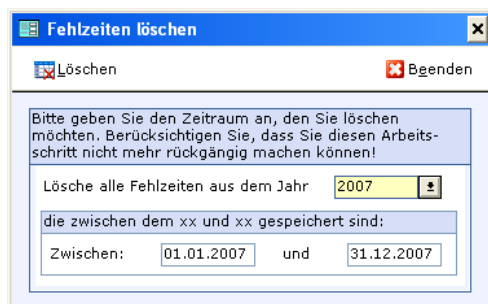 Fehlzeiten löschen
Löschen Beenden
Bitte geben Sie den Zeitraum an, den Sie löschen
möchten. Berücksichtigen Sie, dass Sie diesen Arbeits-
schritt nicht mehr rückgängig machen können!
Lösche alle Fehlzeiten aus dem Jahr 2007
die zwischen dem xx und xx gespeichert sind:
Zwischen: 01.01.2007 und 31.12.2007